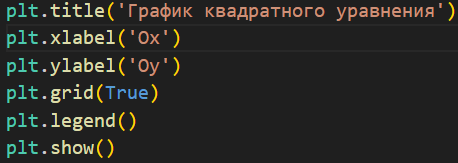 plt.title('График квадратного уравнения')
plt.xlabel('Ox')
plt.ylabel('Oy')
plt.grid(True)
plt.legend()
plt.show()